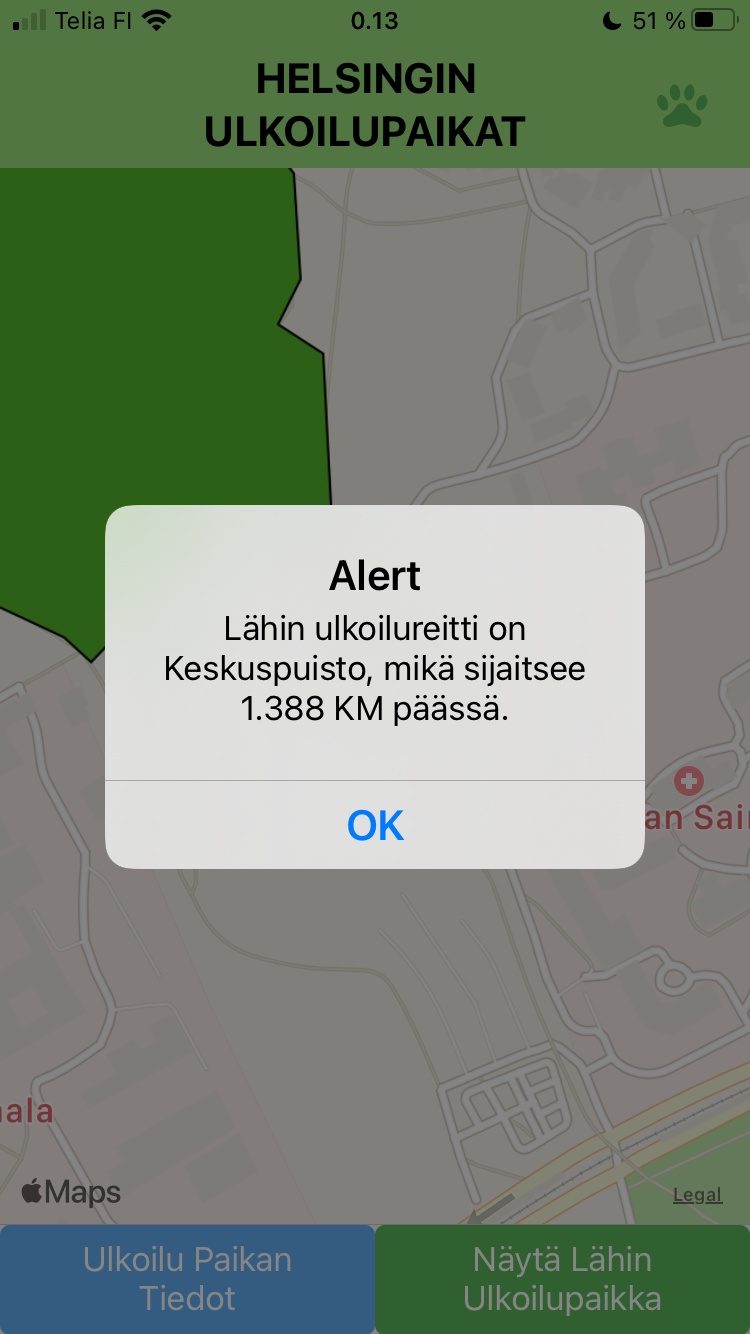 Telia FI 0.13 51 %
HELSINGIN
ULKOILUPAIKAT
Alert
Lähin ulkoilureitti on
Keskuspuisto, mikä sijaitsee
1.388 KM päässä.
OK
an Sai
ala
Maps
Legal
Ulkoilu Paikan
Tiedot
Näytä Lähin
Ulkoilupaikka